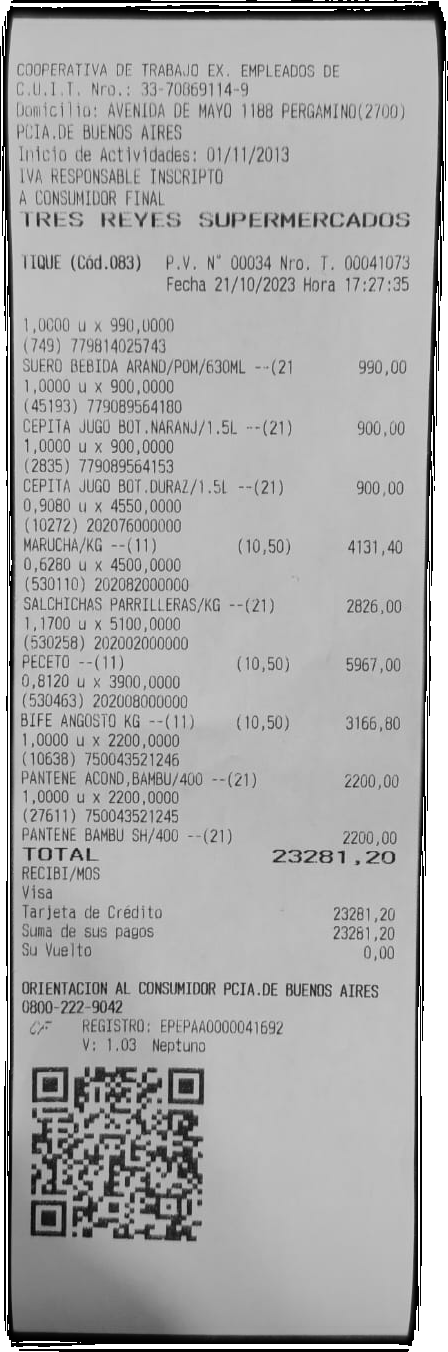 COOPERATIVA DE TRABAJO EX. EMPLEADOS DE
C.U.I.T. Nro.: 33-70869114-9
Domicilio: AVENIDA DE MAYO 1188 PERGAMINO(2700)
PCIA.DE BUENOS AIRES
Inicio de Actividades: 01/11/2013
IVA RESPONSABLE INSCRIPTO
A CONSUMIDOR FINAL
TRES REYES SUPERMERCADOS
TIQUE (Cód.083) P.V. N° 00034 Nro. T. 00041073
Fecha 21/10/2023 Hora 17:27:35
1,0000 u x 990,0000
(749) 779814025743
SUERO BEBIDA ARAND/POM/630ML --(21 990,00
1,0000 u x 900,0000
(45193) 779089564180
CEPITA JUGO BOT.NARANJ/1.5L --(21) 900,00
1,0000 u x 900,0000
(2835) 779089564153
CEPITA JUGO BOT.DURAZ/1.5L --(21) 900,00
0,9080 u x 4550,0000
(10272) 202076000000
MARUCHA/KG --(11) (10,50) 4131,40
0,6280 u x 4500,0000
(530110) 202082000000
SALCHICHAS PARRILLERAS/KG --(21) 2826,00
1,1700 u x 5100,0000
(530258) 202002000000
PECETO --(11) (10,50) 5967,00
0,8120 u x 3900,0000
(530463) 202008000000
BIFE ANGOSTO KG --(11) (10,50) 3166,80
1,0000 u x 2200,0000
(10638) 750043521246
PANTENE ACOND,BAMBU/400 --(21) 2200,00
1,0000 u x 2200,0000
(27611) 750043521245
PANTENE BAMBU SH/400 --(21) 2200,00
TOTAL 23281,20
RECIBI/MOS
Visa
Tarjeta de Crédito 23281,20
Suma de sus pagos 23281,20
Su Vuelto 0,00
ORIENTACION AL CONSUMIDOR PCIA.DE BUENOS AIRES
0800-222-9042
CF REGISTRO: EPEPAA0000041692
V: 1.03 Neptuno